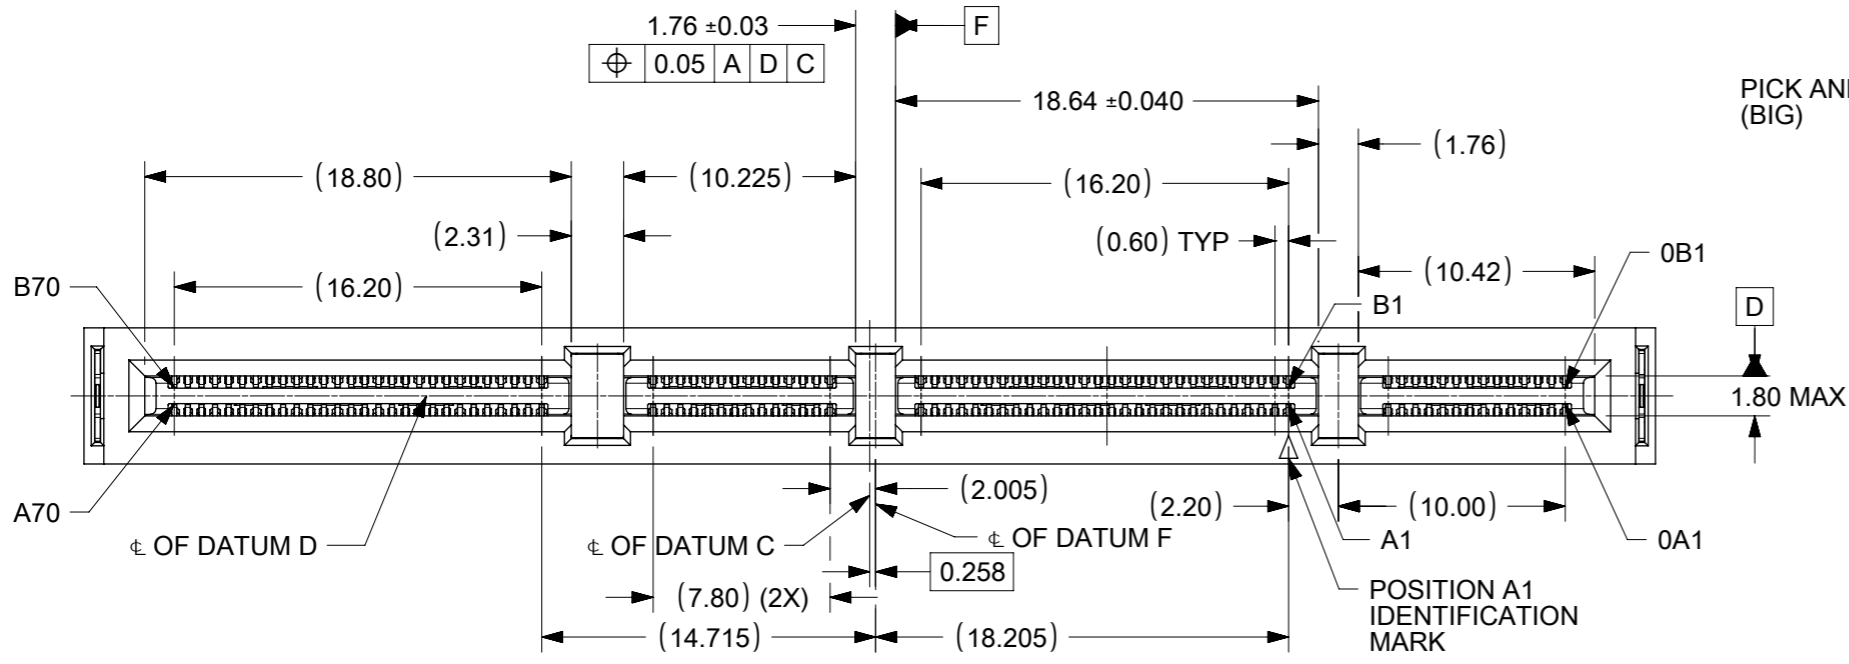 1.76 ±0.03
F
⌖ 0.05 A D C
18.64 ±0.040
PICK AN
(BIG)
(1.76)
(18.80)
(10.225)
(16.20)
(2.31)
(0.60) TYP
0B1
B70
(16.20)
(10.42)
B1
D
1.80 MAX
(2.005)
(2.20)
(10.00)
A70
℄ OF DATUM D
℄ OF DATUM C
℄ OF DATUM F
A1
0A1
0.258
(7.80) (2X)
POSITION A1
IDENTIFICATION
MARK
(14.715)
(18.205)